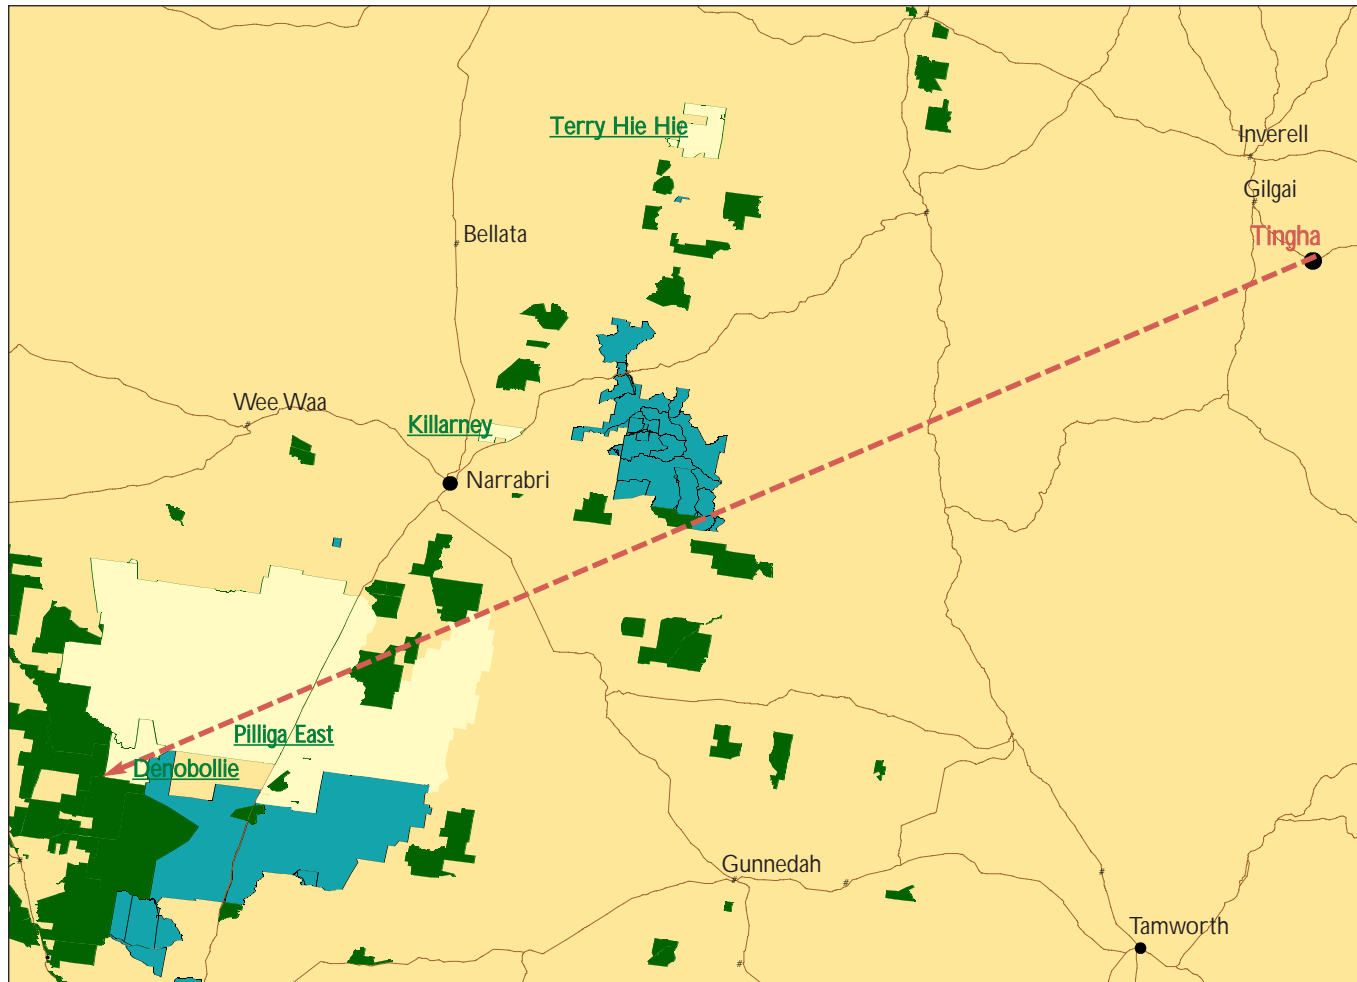 Terry Hie Hie
Inverell
Gilgai
Tingha
Bellata
Wee Waa
Killarney
Narrabri
Pilliga East
Denobollie
Gunnedah
Tamworth